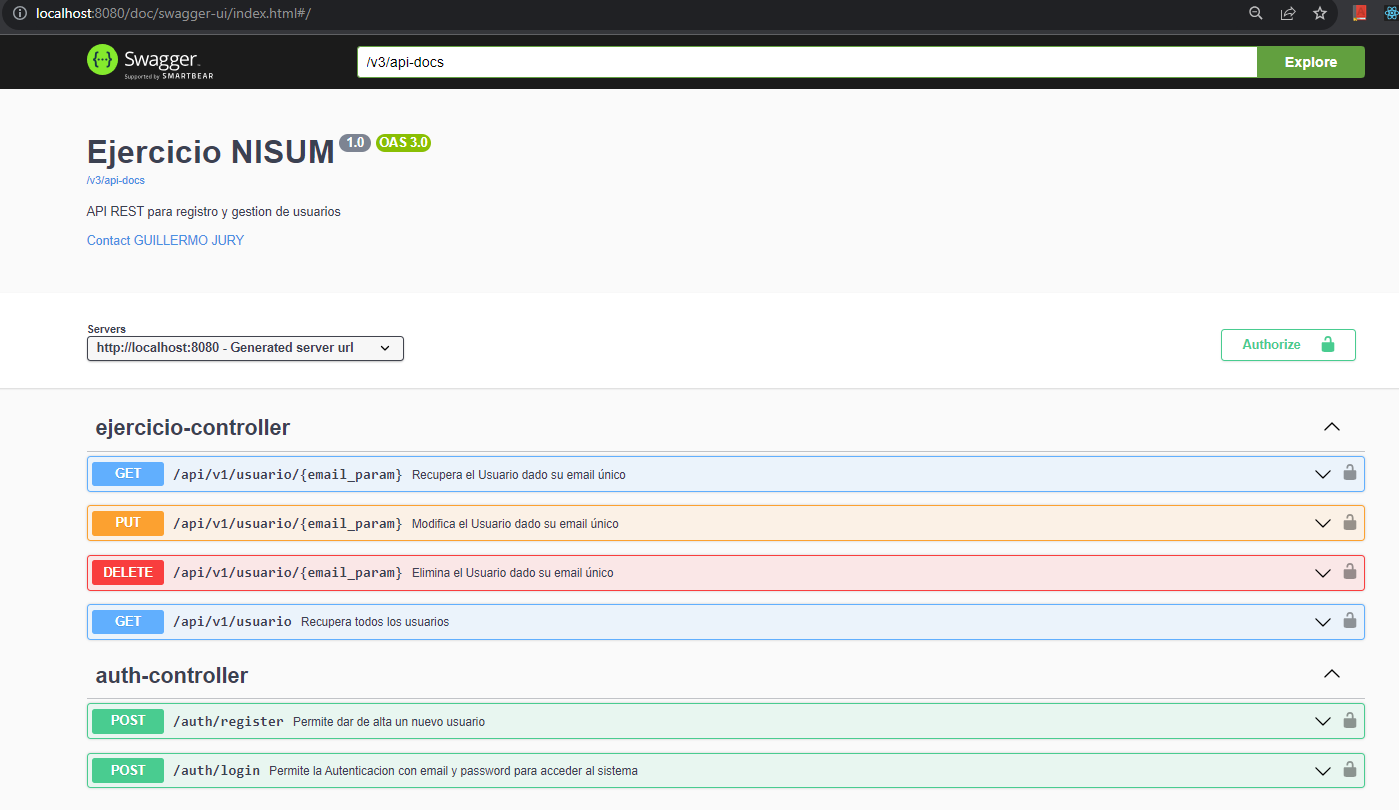 localhost:8080/doc/swagger-ui/index.html#/
Swagger
Supported by SMARTBEAR
/v3/api-docs
Explore
Ejercicio NISUM 1.0 OAS 3.0
/v3/api-docs
API REST para registro y gestion de usuarios
Contact GUILLERMO JURY
Servers
http://localhost:8080 - Generated server url
Authorize
ejercicio-controller
GET /api/v1/usuario/{email_param} Recupera el Usuario dado su email único
PUT /api/v1/usuario/{email_param} Modifica el Usuario dado su email único
DELETE /api/v1/usuario/{email_param} Elimina el Usuario dado su email único
GET /api/v1/usuario Recupera todos los usuarios
auth-controller
POST /auth/register Permite dar de alta un nuevo usuario
POST /auth/login Permite la Autenticacion con email y password para acceder al sistema